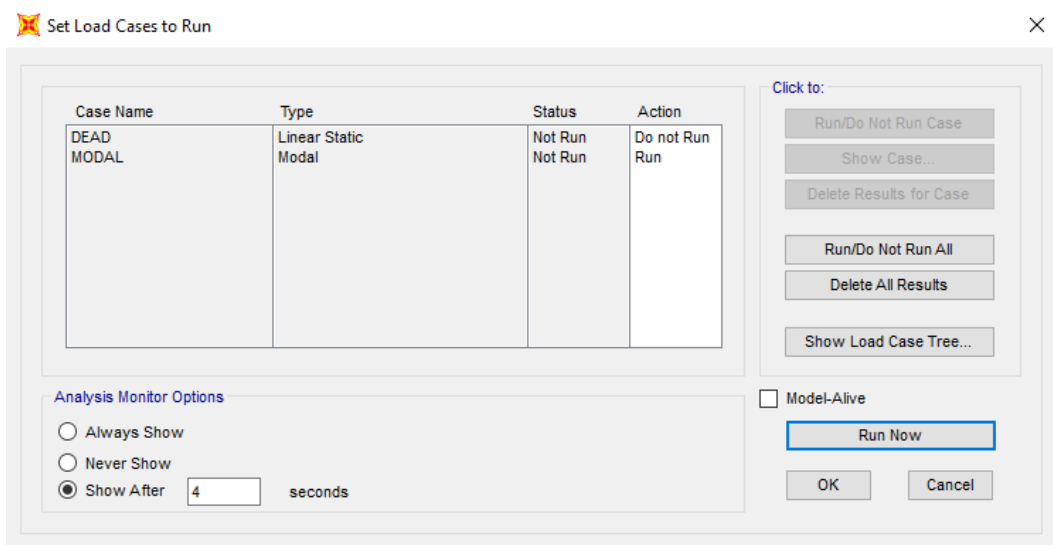 Set Load Cases to Run
Click to:
Case Name Type Status Action
DEAD Linear Static Not Run Do not Run
MODAL Modal Not Run Run
Run/Do Not Run Case
Show Case...
Delete Results for Case
Run/Do Not Run All
Delete All Results
Show Load Case Tree...
Analysis Monitor Options
Always Show
Never Show
Show After 4 seconds
Model-Alive
Run Now
OK Cancel